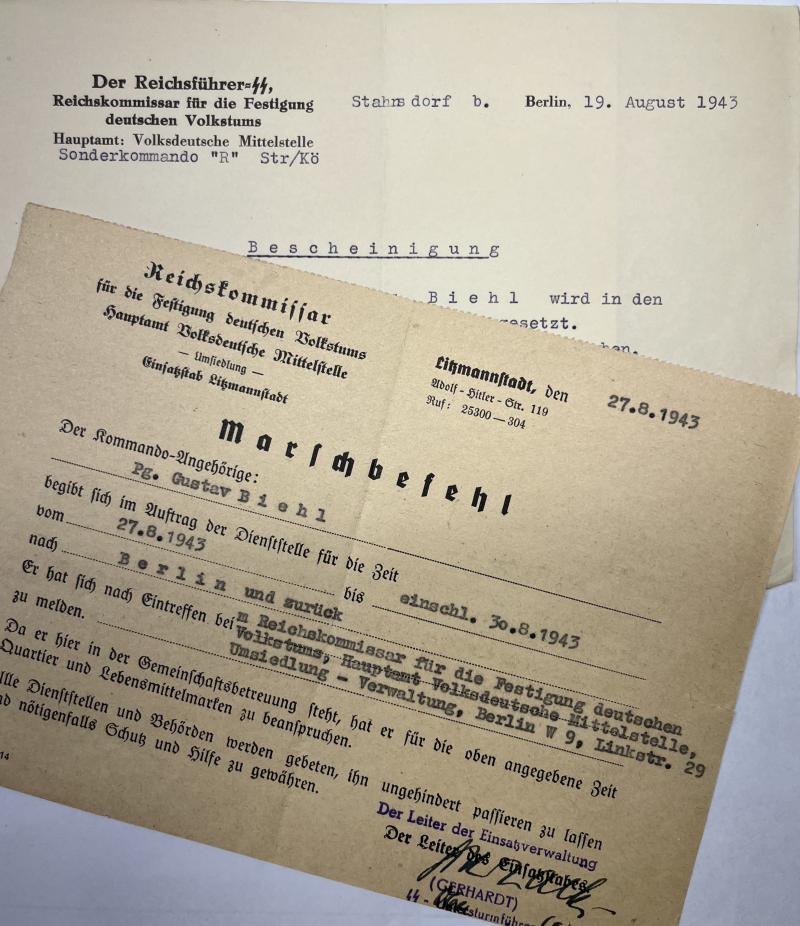 Der Reichsführer-SS,
Reichskommissar für die Festigung
deutschen Volkstums
Hauptamt: Volksdeutsche Mittelstelle
Sonderkommando "R" Str/Kö
Stahnsdorf b. Berlin, 19. August 1943
Bescheinigung
Biehl wird in den
gesetzt.
Reichskommissar
für die Festigung deutschen Volkstums
Hauptamt Volksdeutsche Mittelstelle
— Umsiedlung —
Einsatzstab Litzmannstadt
Litzmannstadt, den 27.8.1943
Adolf-Hitler-Str. 119
Ruf: 25300—304
Marschbefehl
Der Kommando-Angehörige:
Pg. Gustav Biehl
begibt sich im Auftrag der Dienststelle für die Zeit
vom 27.8.1943 bis einschl. 30.8.1943
nach Berlin und zurück
Er hat sich nach Eintreffen beim Reichskommissar für die Festigung deutschen
Volkstums, Hauptamt Volksdeutsche Mittelstelle,
Umsiedlung - Verwaltung, Berlin W 9, Linkstr. 29
zu melden.
Da er hier in der Gemeinschaftsbetreuung steht, hat er für die oben angegebene Zeit
Quartier und Lebensmittelmarken zu beanspruchen.
Alle Dienststellen und Behörden werden gebeten, ihn ungehindert passieren zu lassen
und nötigenfalls Schutz und Hilfe zu gewähren.
14
Der Leiter der Einsatzverwaltung
Der Leiter des Einsatzstabes
(GERHARDT)
SS -